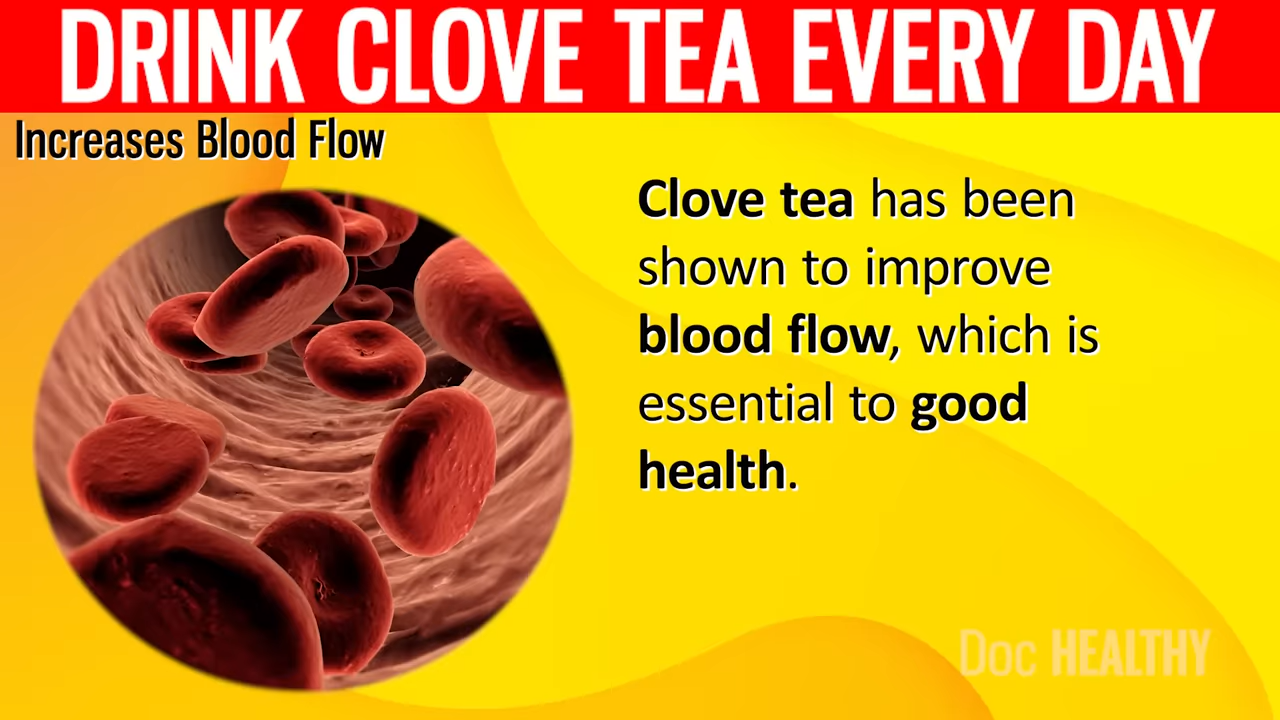 DRINK CLOVE TEA EVERY DAY
Increases Blood Flow
Clove tea has been
shown to improve
blood flow, which is
essential to good
health.
Doc HEALTHY